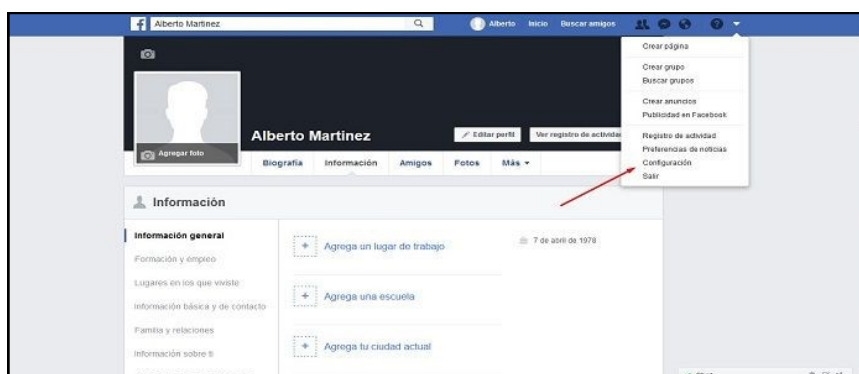 Alberto Martinez
Alberto Inicio Buscar amigos
Crear página
Crear grupo
Buscar grupos
Crear anuncios
Publicidad en Facebook
Registro de actividad
Preferencias de noticias
Configuración
Salir
Agregar foto
Alberto Martinez
Editar perfil Ver registro de actividad
Biografía Información Amigos Fotos Más
Información
Información general
Formación y empleo
Lugares en los que viviste
Información básica y de contacto
Familia y relaciones
Información sobre ti
Agrega un lugar de trabajo
Agrega una escuela
Agrega tu ciudad actual
7 de abril de 1978